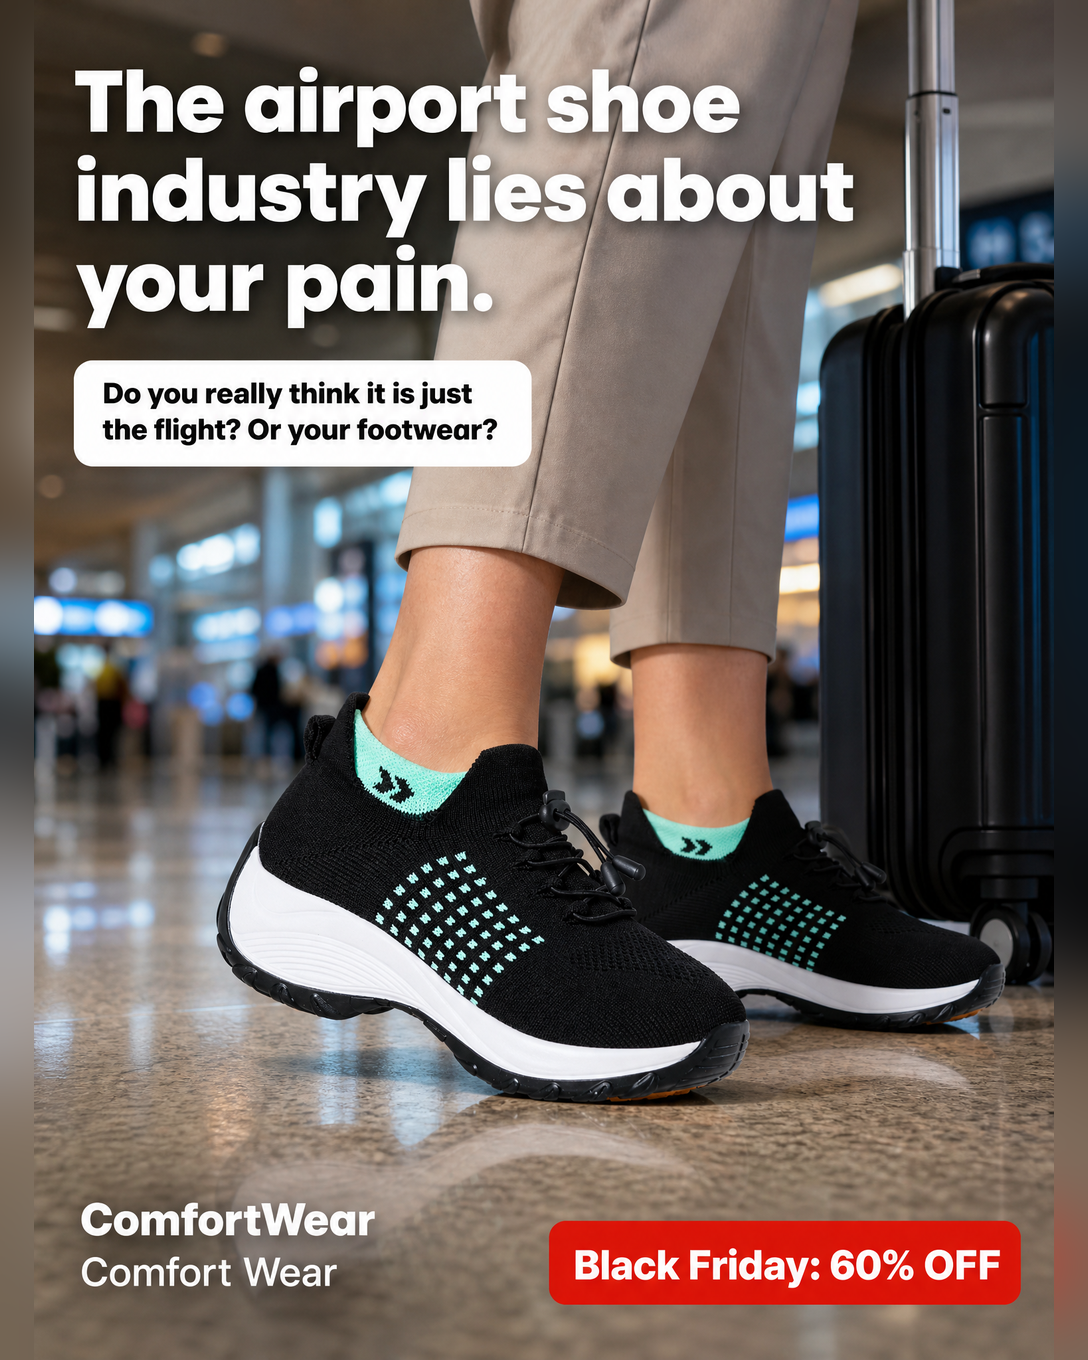 The airport shoe
industry lies about
your pain.
Do you really think it is just
the flight? Or your footwear?
ComfortWear
Comfort Wear
Black Friday: 60% OFF